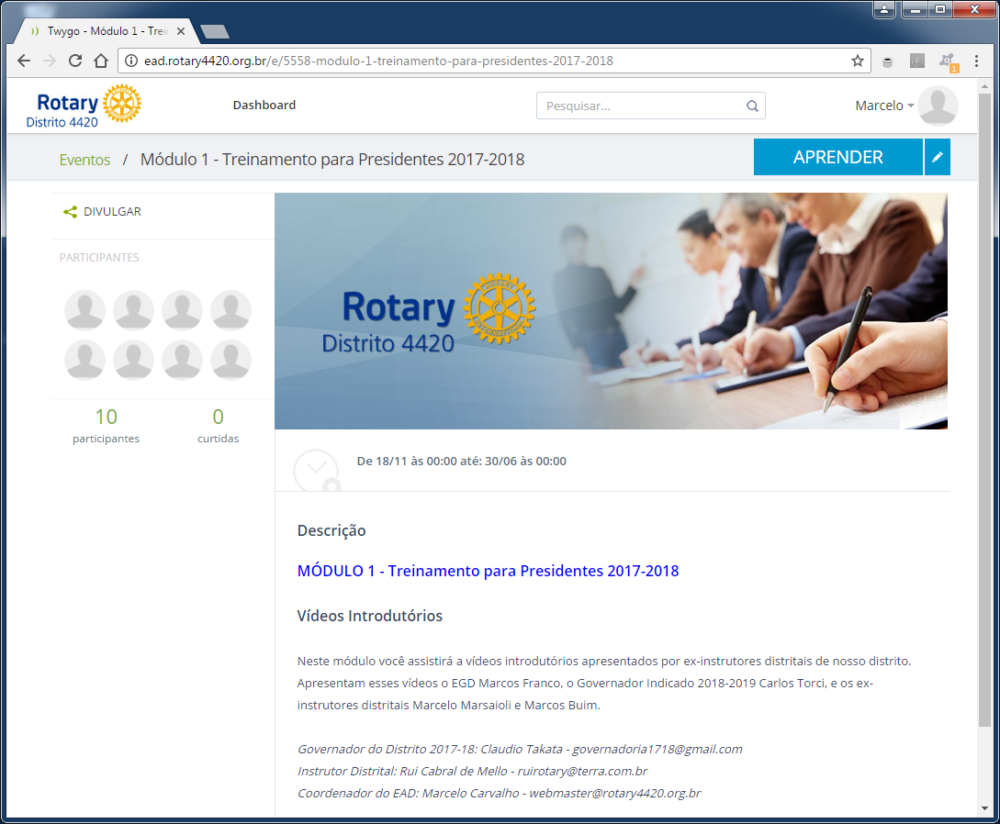 Twygo - Módulo 1 - Trei
ead.rotary4420.org.br/e/5558-modulo-1-treinamento-para-presidentes-2017-2018
1
Rotary
Distrito 4420
Dashboard
Pesquisar...
Marcelo
Eventos / Módulo 1 - Treinamento para Presidentes 2017-2018
APRENDER
DIVULGAR
PARTICIPANTES
10
participantes
0
curtidas
Rotary
Distrito 4420
ROTARY
INTERNATIONAL
De 18/11 às 00:00 até: 30/06 às 00:00
Descrição
MÓDULO 1 - Treinamento para Presidentes 2017-2018
Vídeos Introdutórios
Neste módulo você assistirá a vídeos introdutórios apresentados por ex-instrutores distritais de nosso distrito.
Apresentam esses vídeos o EGD Marcos Franco, o Governador Indicado 2018-2019 Carlos Torci, e os ex-
instrutores distritais Marcelo Marsaioli e Marcos Buim.
Governador do Distrito 2017-18: Claudio Takata - governadoria1718@gmail.com
Instrutor Distrital: Rui Cabral de Mello - ruirotary@terra.com.br
Coordenador do EAD: Marcelo Carvalho - webmaster@rotary4420.org.br